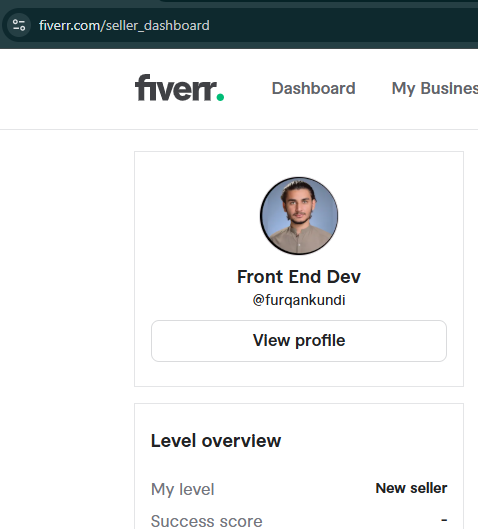 fiverr.com/seller_dashboard
fiverr.
Dashboard
My Busines
Front End Dev
@furqankundi
View profile
Level overview
My level
New seller
Success score
-